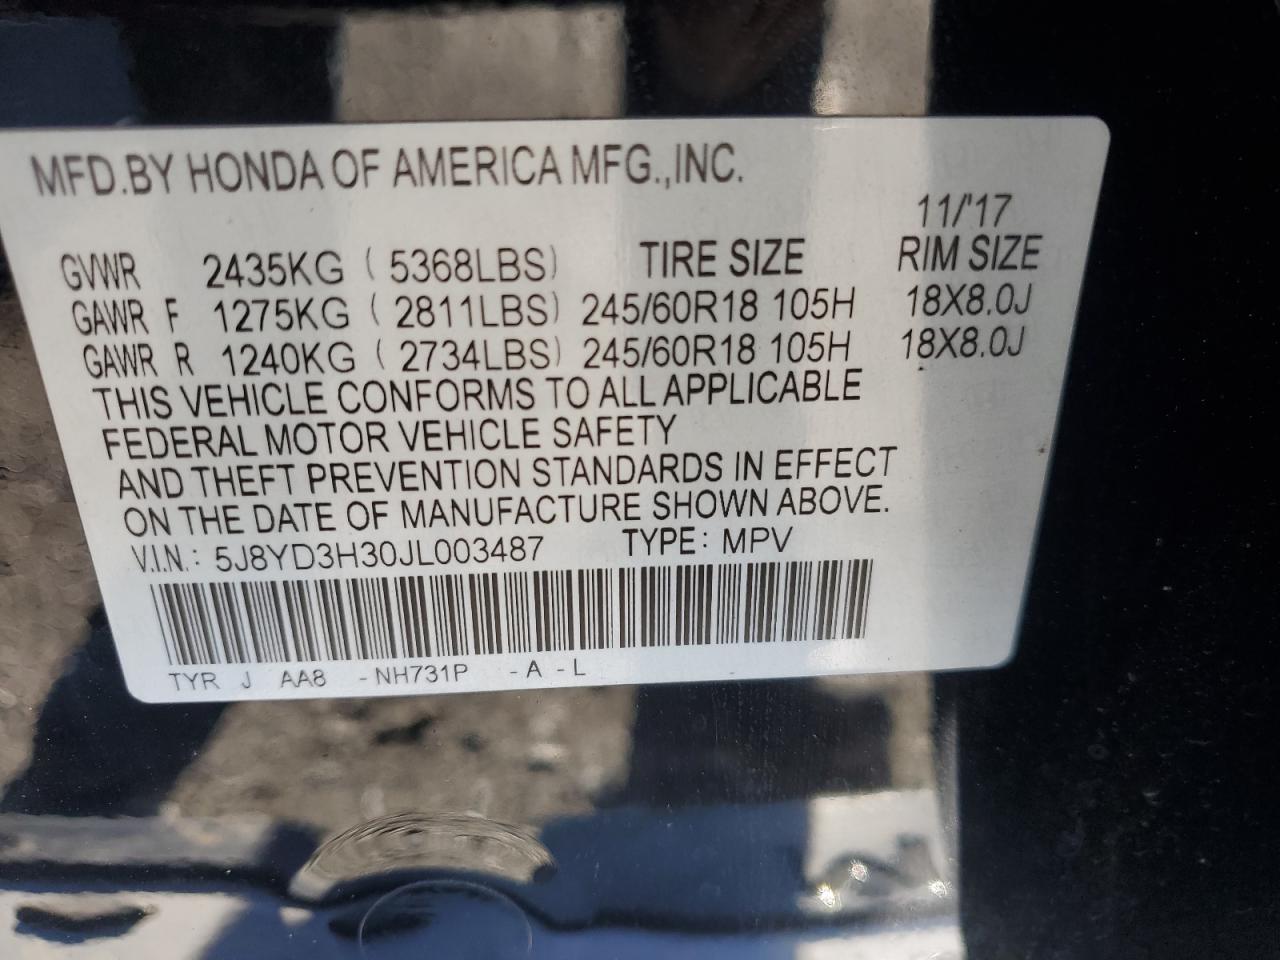 MFD.BY HONDA OF AMERICA MFG.,INC.
11/'17
GVWR 2435KG ( 5368LBS) TIRE SIZE RIM SIZE
GAWR F 1275KG ( 2811LBS) 245/60R18 105H 18X8.0J
GAWR R 1240KG ( 2734LBS) 245/60R18 105H 18X8.0J
THIS VEHICLE CONFORMS TO ALL APPLICABLE
FEDERAL MOTOR VEHICLE SAFETY
AND THEFT PREVENTION STANDARDS IN EFFECT
ON THE DATE OF MANUFACTURE SHOWN ABOVE.
V.I.N.: 5J8YD3H30JL003487 TYPE: MPV
TYR J AA8 -NH731P -A -L